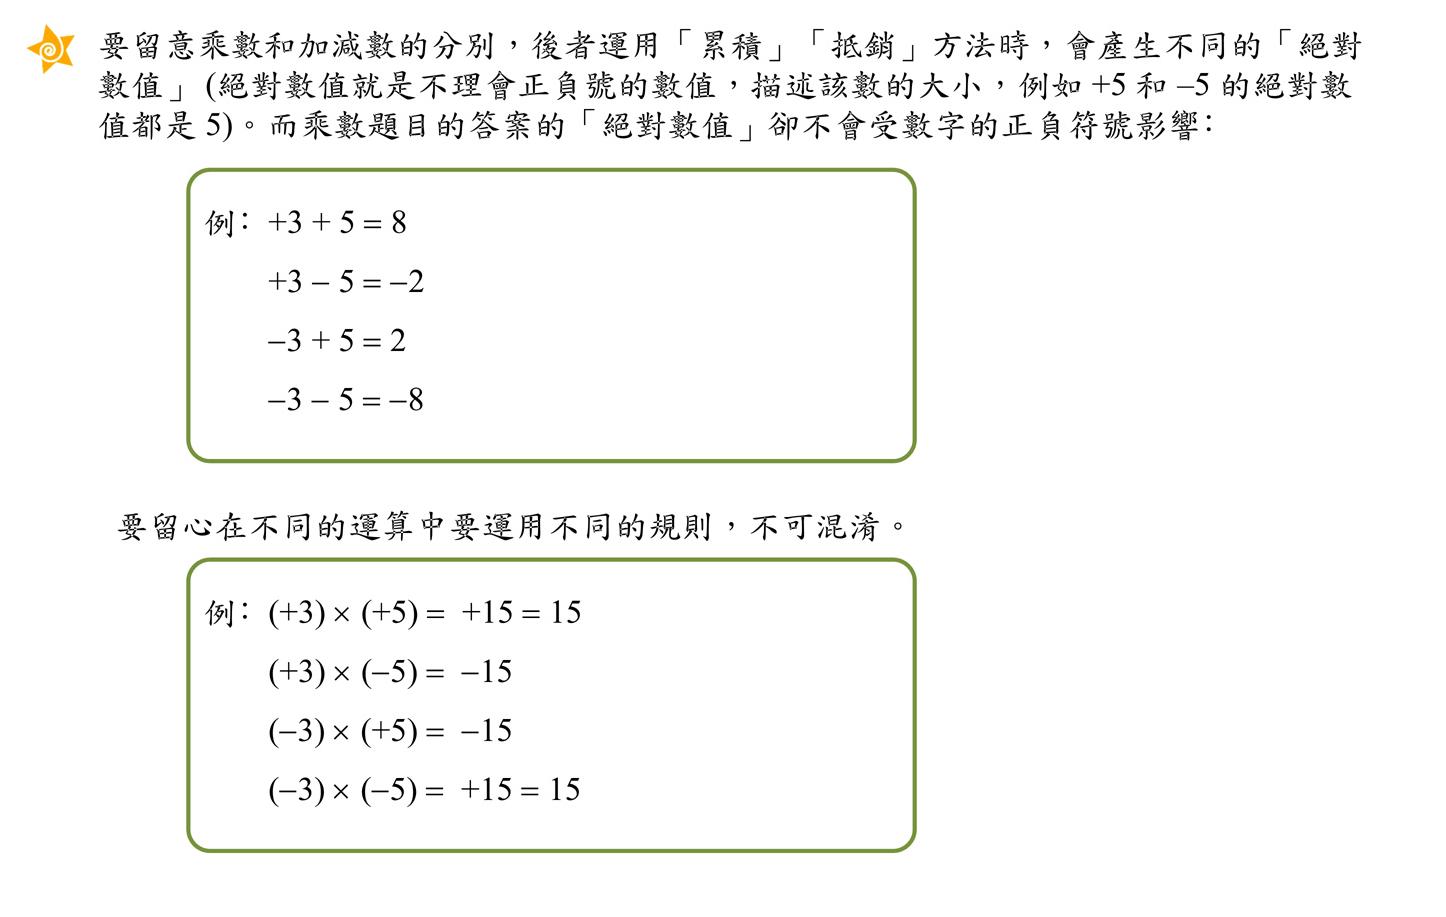 要留意乘數和加減數的分別，後者運用「累積」「抵銷」方法時，會產生不同的「絕對
數值」(絕對數值就是不理會正負號的數值，描述該數的大小，例如 +5 和 –5 的絕對數
值都是 5)。而乘數題目的答案的「絕對數值」卻不會受數字的正負符號影響：
例： +3 + 5 = 8
+3 – 5 = –2
–3 + 5 = 2
–3 – 5 = –8
要留心在不同的運算中要運用不同的規則，不可混淆。
例： (+3) × (+5) = +15 = 15
(+3) × (–5) = –15
(–3) × (+5) = –15
(–3) × (–5) = +15 = 15